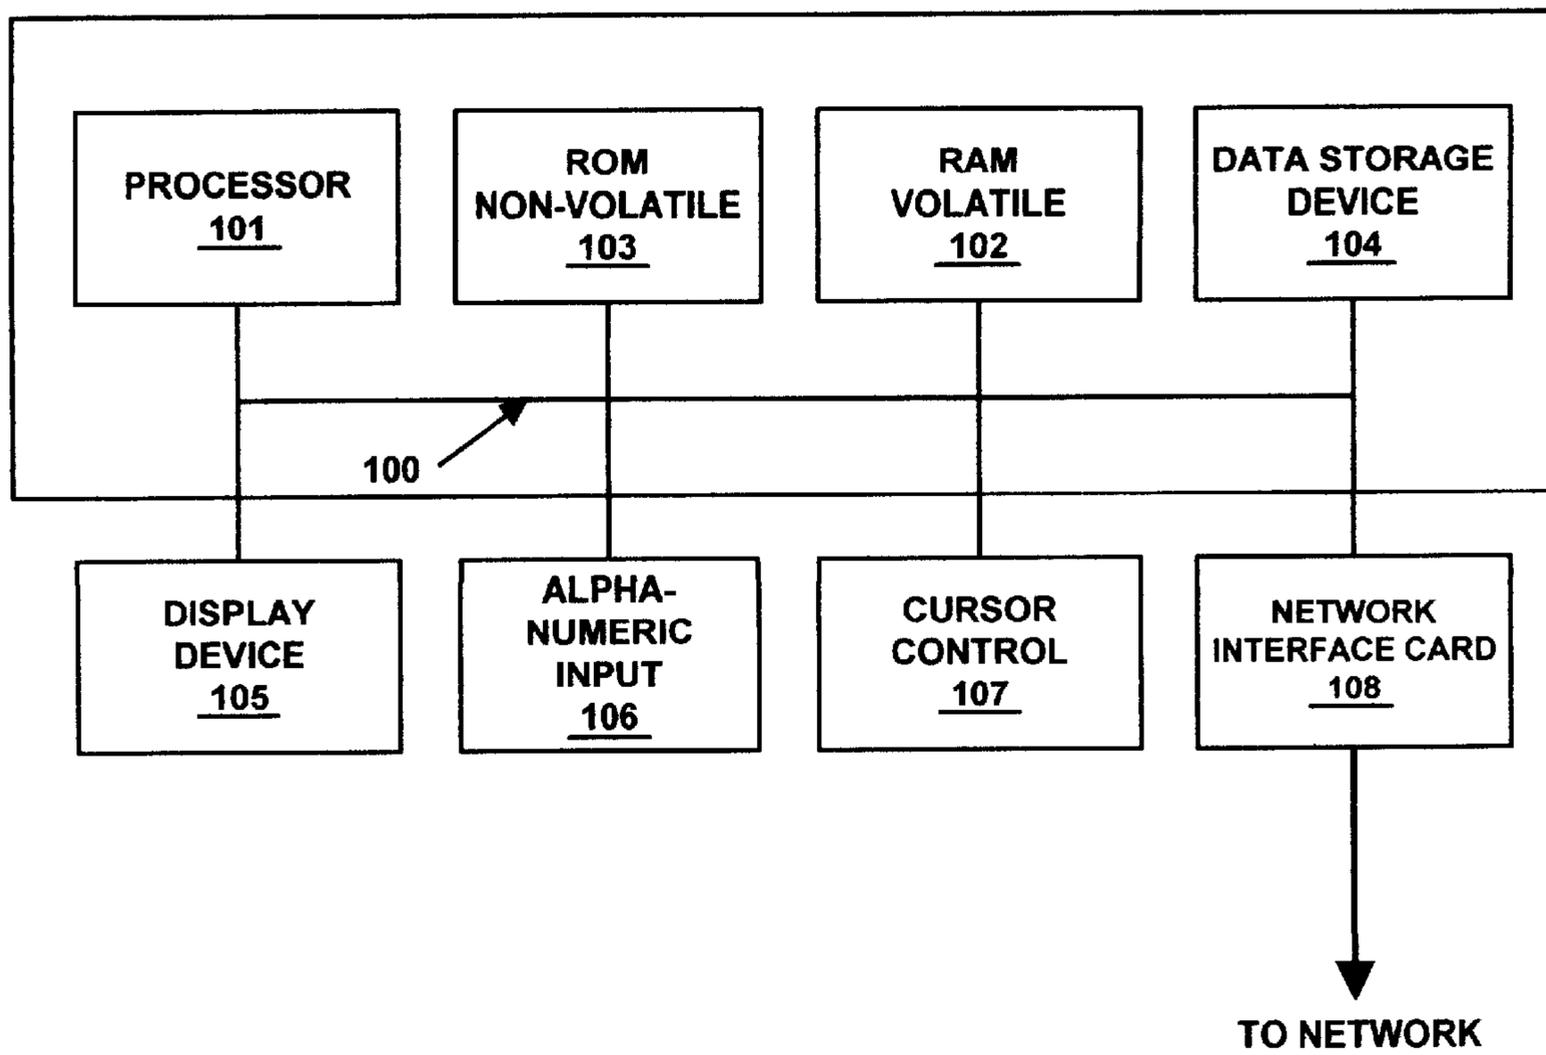 PROCESSOR
101
ROM
NON-VOLATILE
103
RAM
VOLATILE
102
DATA STORAGE
DEVICE
104
100
DISPLAY
DEVICE
105
ALPHA-
NUMERIC
INPUT
106
CURSOR
CONTROL
107
NETWORK
INTERFACE CARD
108
TO NETWORK